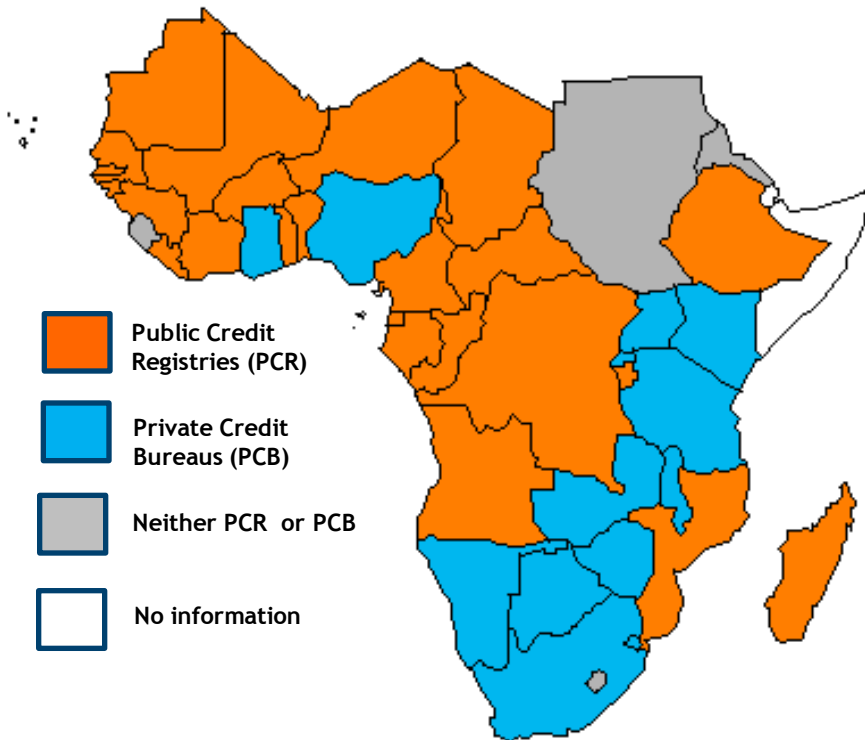 Public Credit
Registries (PCR)
Private Credit
Bureaus (PCB)
Neither PCR or PCB
No information